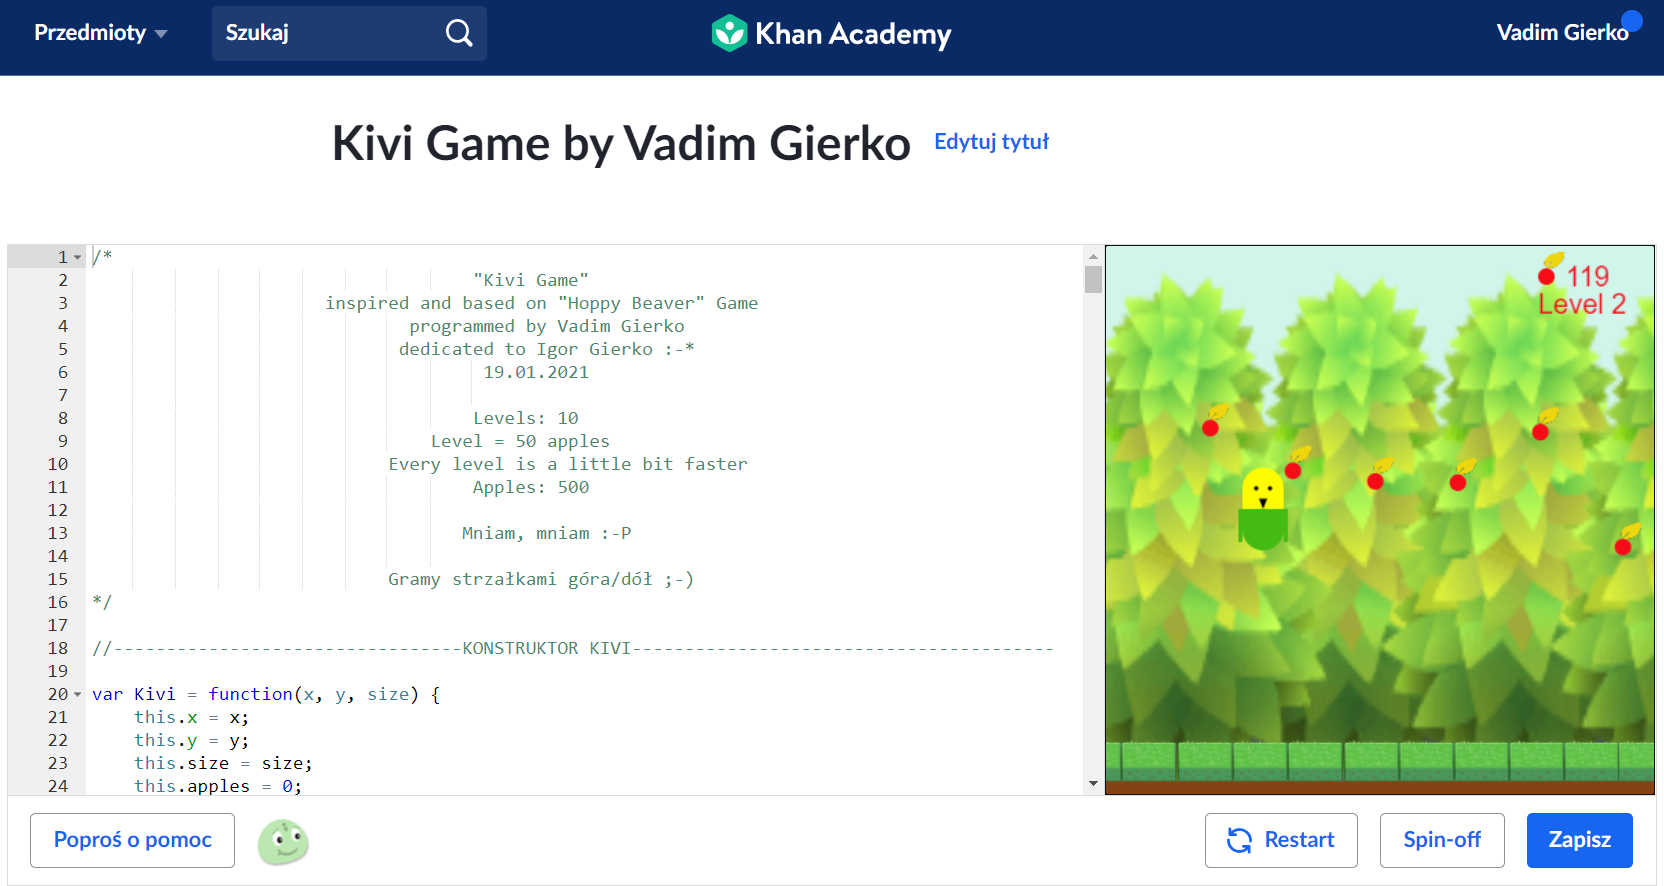 Przedmioty
Szukaj
Khan Academy
Vadim Gierko
Kivi Game by Vadim Gierko
Edytuj tytuł
1 /*
2 "Kivi Game"
3 inspired and based on "Hoppy Beaver" Game
4 programmed by Vadim Gierko
5 dedicated to Igor Gierko :-*
6 19.01.2021
7
8 Levels: 10
9 Level = 50 apples
10 Every level is a little bit faster
11 Apples: 500
12
13 Mniam, mniam :-P
14
15 Gramy strzałkami góra/dół ;-)
16 */
17
18 //---------------------------------KONSTRUKTOR KIVI----------------------------------------
19
20 var Kivi = function(x, y, size) {
21 this.x = x;
22 this.y = y;
23 this.size = size;
24 this.apples = 0;
119
Level 2
Poproś o pomoc
Restart
Spin-off
Zapisz